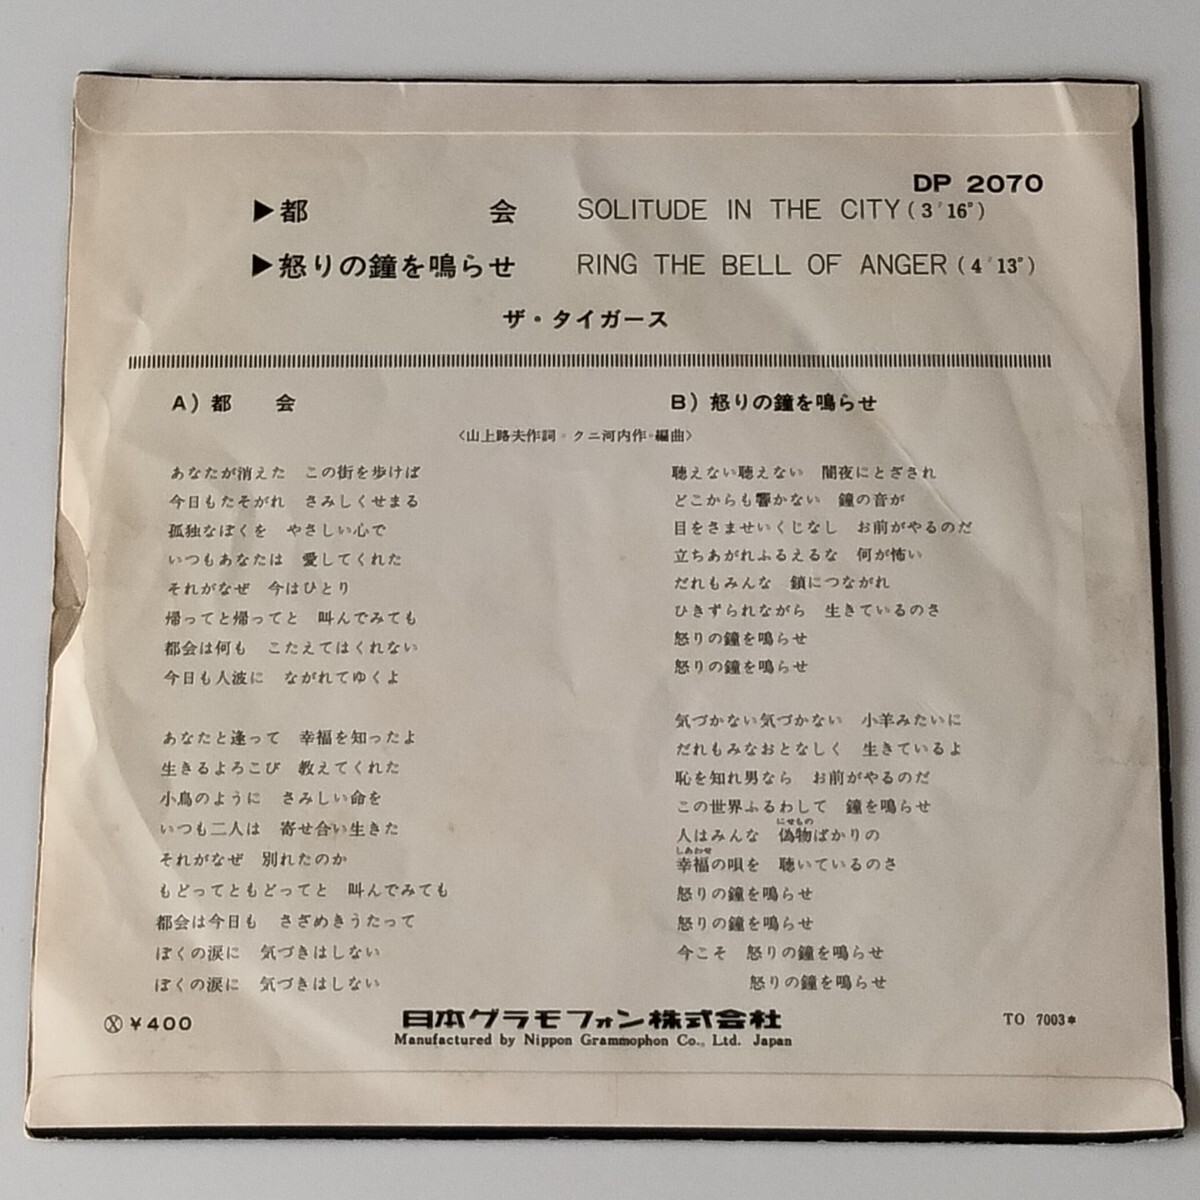 DP 2070
▶都 会 SOLITUDE IN THE CITY (3′16″)
▶怒りの鐘を鳴らせ RING THE BELL OF ANGER (4′13″)
ザ・タイガース
A) 都 会
B) 怒りの鐘を鳴らせ
〈山上路夫作詞・クニ河内作・編曲〉
あなたが消えた この街を歩けば
今日もたそがれ さみしくせまる
孤独なぼくを やさしい心で
いつもあなたは 愛してくれた
それがなぜ 今はひとり
帰ってと帰ってと 叫んでみても
都会は何も こたえてはくれない
今日も人波に ながれてゆくよ
あなたと逢って 幸福を知ったよ
生きるよろこび 教えてくれた
小鳥のように さみしい命を
いつも二人は 寄せ合い生きた
それがなぜ 別れたのか
もどってともどってと 叫んでみても
都会は今日も さざめきうたって
ぼくの涙に 気づきはしない
ぼくの涙に 気づきはしない
聴えない聴えない 闇夜にとざされ
どこからも響かない 鐘の音が
目をさませいくじなし お前がやるのだ
立ちあがれふるえるな 何が怖い
だれもみんな 鎖につながれ
ひきずられながら 生きているのさ
怒りの鐘を鳴らせ
怒りの鐘を鳴らせ
気づかない気づかない 小羊みたいに
だれもみなおとなしく 生きているよ
恥を知れ男なら お前がやるのだ
この世界ふるわして 鐘を鳴らせ
にせもの
人はみんな 偽物ばかりの
しあわせ
幸福の唄を 聴いているのさ
怒りの鐘を鳴らせ
怒りの鐘を鳴らせ
今こそ 怒りの鐘を鳴らせ
怒りの鐘を鳴らせ
Ⓧ ¥400
日本グラモフォン株式会社
Manufactured by Nippon Grammophon Co., Ltd. Japan
TO 7003*